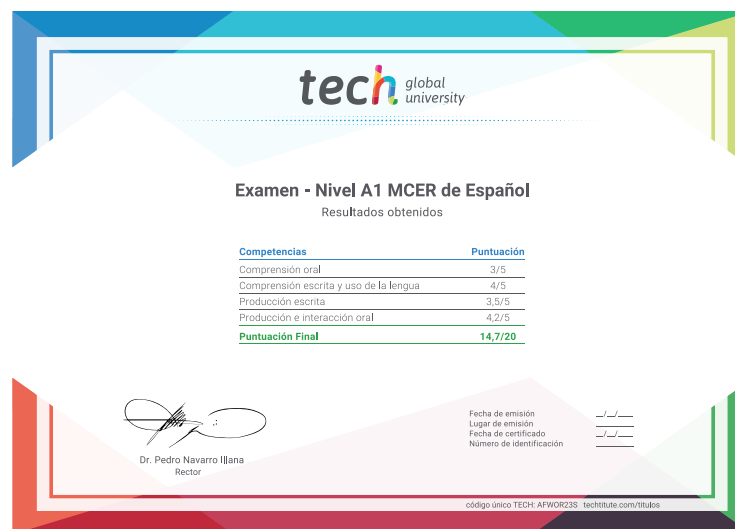 tech global university
Examen - Nivel A1 MCER de Español
Resultados obtenidos
Competencias Puntuación
Comprensión oral 3/5
Comprensión escrita y uso de la lengua 4/5
Producción escrita 3,5/5
Producción e interacción oral 4,2/5
Puntuación Final 14,7/20
Dr. Pedro Navarro Illana
Rector
Fecha de emisión __/__/____
Lugar de emisión ________
Fecha de certificado __/__/____
Número de identificación ________
código único TECH: AFWOR23S techtitute.com/titulos